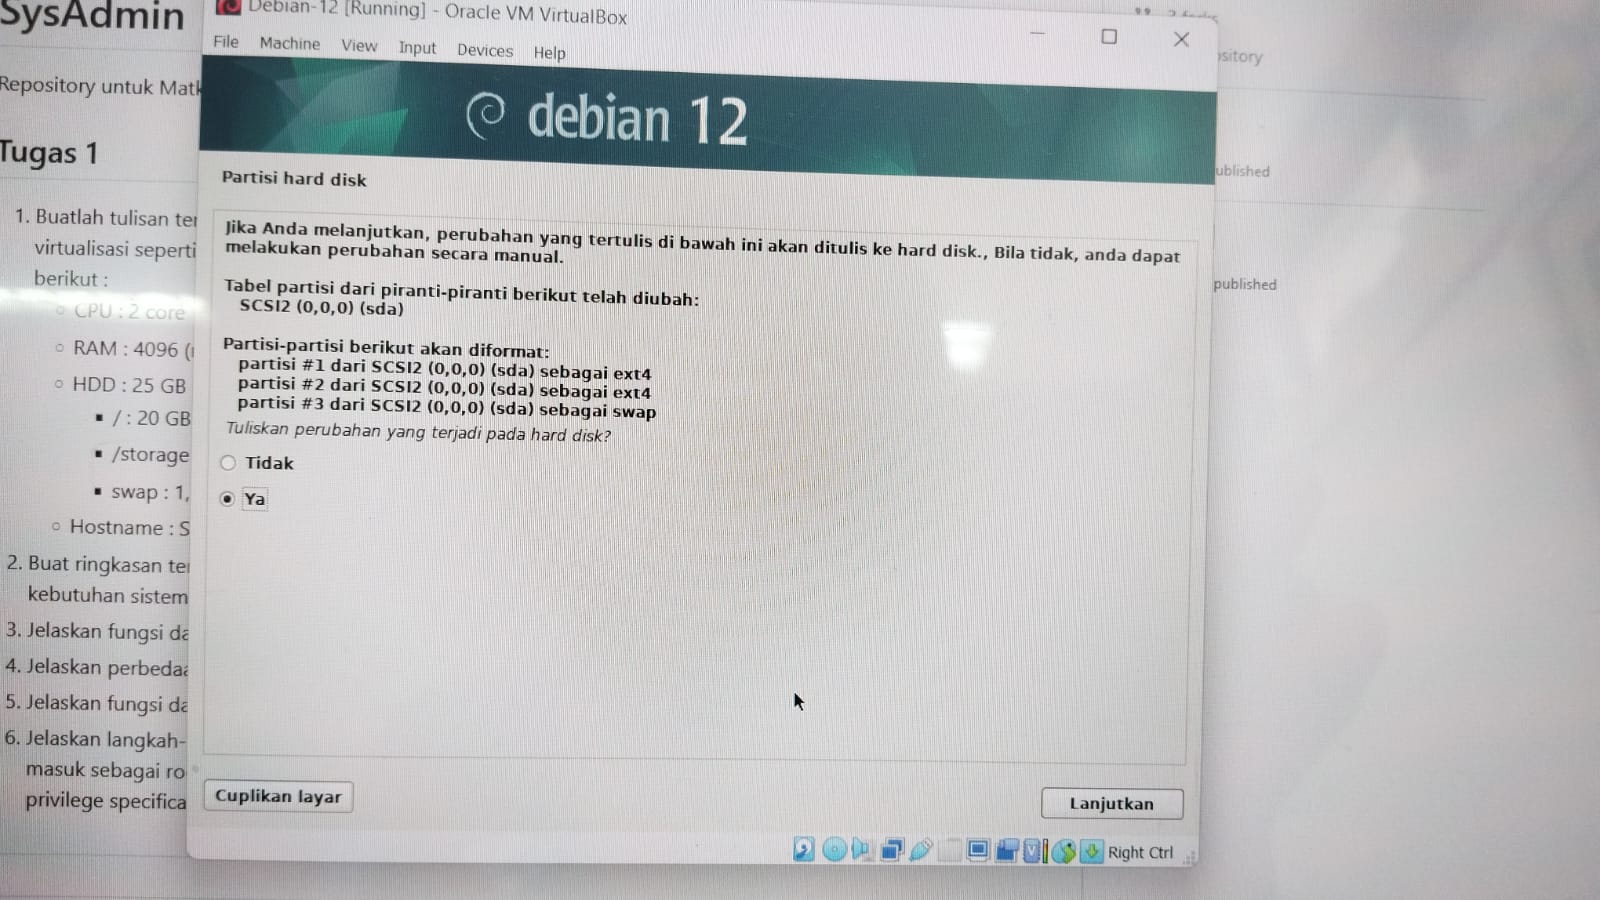 SysAdmin
Repository untuk Matk
Tugas 1
1. Buatlah tulisan ter
virtualisasi seperti
berikut :
CPU : 2 core
RAM : 4096 (
HDD : 25 GB
/ : 20 GB
/storage
swap : 1,
Hostname : S
2. Buat ringkasan te
kebutuhan sistem
3. Jelaskan fungsi da
4. Jelaskan perbeda
5. Jelaskan fungsi da
6. Jelaskan langkah-
masuk sebagai ro
privilege specifica
Debian-12 [Running] - Oracle VM VirtualBox
File Machine View Input Devices Help
debian 12
Partisi hard disk
Jika Anda melanjutkan, perubahan yang tertulis di bawah ini akan ditulis ke hard disk., Bila tidak, anda dapat
melakukan perubahan secara manual.
Tabel partisi dari piranti-piranti berikut telah diubah:
SCSI2 (0,0,0) (sda)
Partisi-partisi berikut akan diformat:
partisi #1 dari SCSI2 (0,0,0) (sda) sebagai ext4
partisi #2 dari SCSI2 (0,0,0) (sda) sebagai ext4
partisi #3 dari SCSI2 (0,0,0) (sda) sebagai swap
Tuliskan perubahan yang terjadi pada hard disk?
Tidak
Ya
Cuplikan layar
Lanjutkan
Right Ctrl
ository
ublished
published